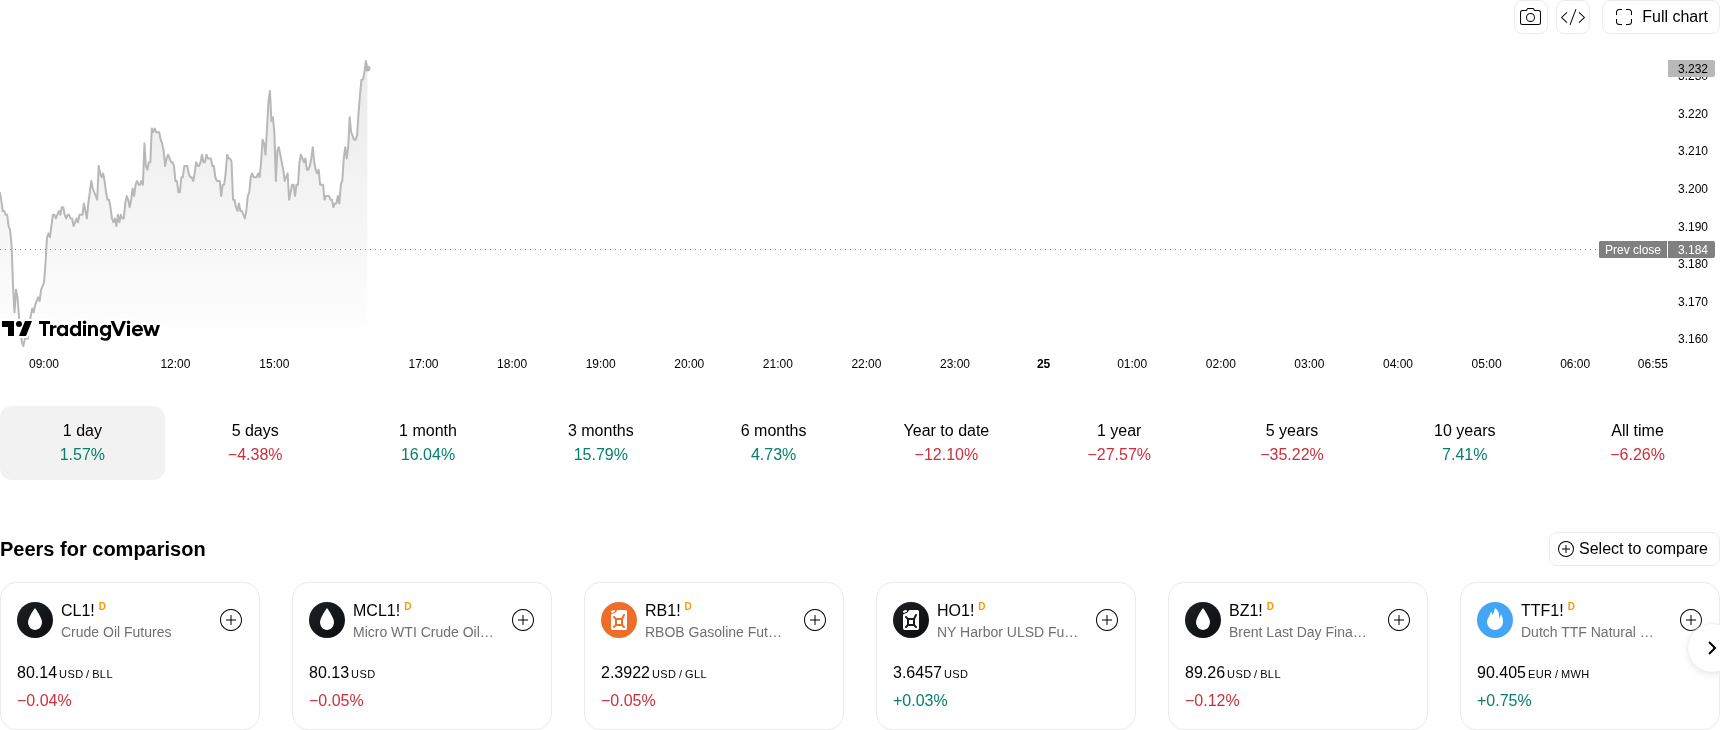 Full chart
3.232
3.230
3.220
3.210
3.200
3.190
Prev close 3.184
3.180
3.170
TradingView
3.160
09:00 12:00 15:00 17:00 18:00 19:00 20:00 21:00 22:00 23:00 25 01:00 02:00 03:00 04:00 05:00 06:00 06:55
1 day 5 days 1 month 3 months 6 months Year to date 1 year 5 years 10 years All time
1.57% −4.38% 16.04% 15.79% 4.73% −12.10% −27.57% −35.22% 7.41% −6.26%
Peers for comparison
Select to compare
CL1! D
Crude Oil Futures
80.14 USD / BLL
−0.04%
MCL1! D
Micro WTI Crude Oil…
80.13 USD
−0.05%
RB1! D
RBOB Gasoline Fut…
2.3922 USD / GLL
−0.05%
HO1! D
NY Harbor ULSD Fu…
3.6457 USD
+0.03%
BZ1! D
Brent Last Day Fina…
89.26 USD / BLL
−0.12%
TTF1! D
Dutch TTF Natural …
90.405 EUR / MWH
+0.75%